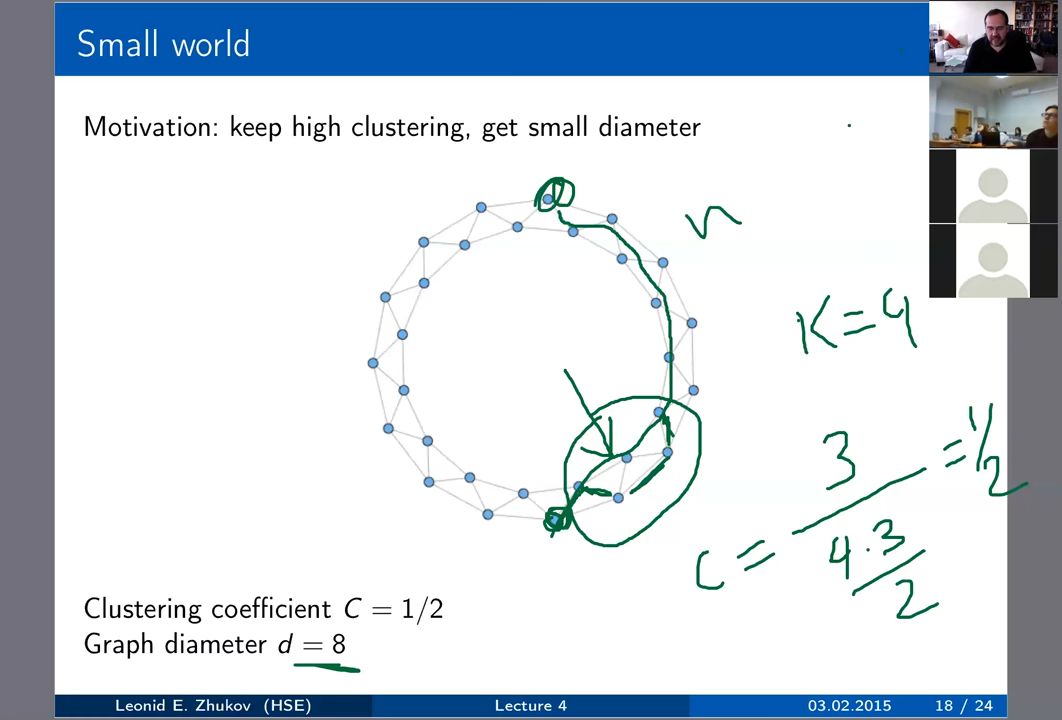 Small world
Motivation: keep high clustering, get small diameter
n
K=4
C = 3 / (4·3/2) = 1/2
Clustering coefficient C = 1/2
Graph diameter d = 8
Leonid E. Zhukov (HSE) Lecture 4 03.02.2015 18 / 24